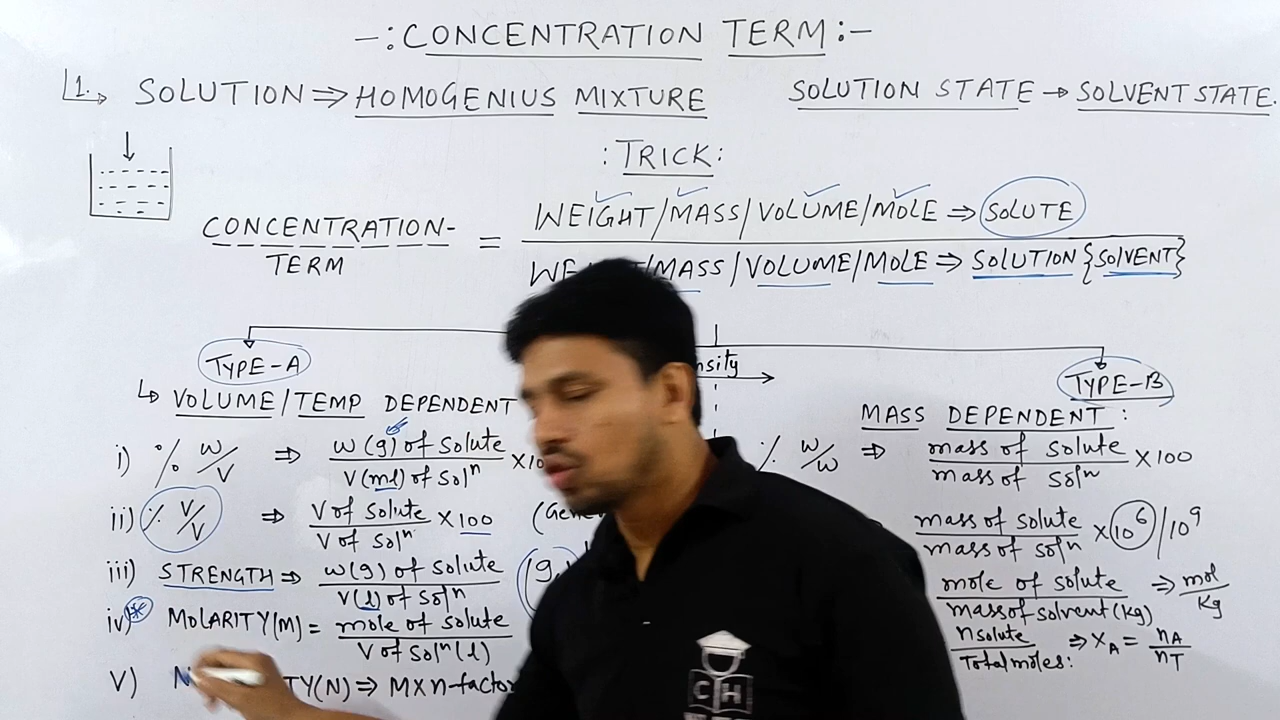 -:CONCENTRATION TERM:-
1. SOLUTION ⇒ HOMOGENIUS MIXTURE
SOLUTION STATE → SOLVENT STATE.
:TRICK:
CONCENTRATION-
TERM
=
WEIGHT/MASS/VOLUME/MOLE ⇒ SOLUTE
MASS/VOLUME/MOLE ⇒ SOLUTION {SOLVENT}
TYPE-A
↳ VOLUME/TEMP DEPENDENT
i) % W/V ⇒ w(g) of solute / V(ml) of solⁿ ×10
ii) % V/V ⇒ V of solute / V of solⁿ × 100
iii) STRENGTH ⇒ w(g) of solute / V(l) of solⁿ (g
iv) * MOLARITY(M) = mole of solute / V of solⁿ(l)
v) N TY(N) ⇒ M×n-factor
TYPE-B
MASS DEPENDENT:
% W/W ⇒ mass of solute / mass of solⁿ × 100
mass of solute / mass of solⁿ × 10⁶/10⁹
mole of solute / mass of solvent (kg) ⇒ mol/kg
n solute / Total moles: ⇒ X_A = n_A/n_T
C H